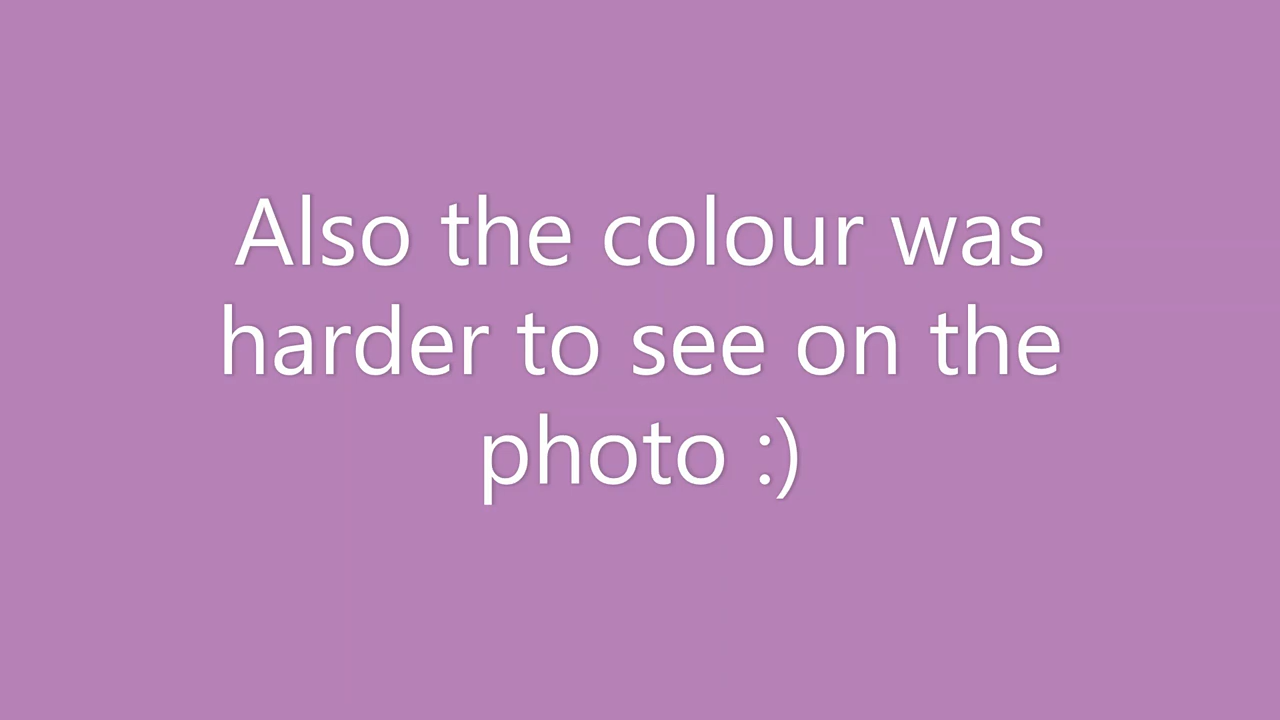 Also the colour was
harder to see on the
photo :)